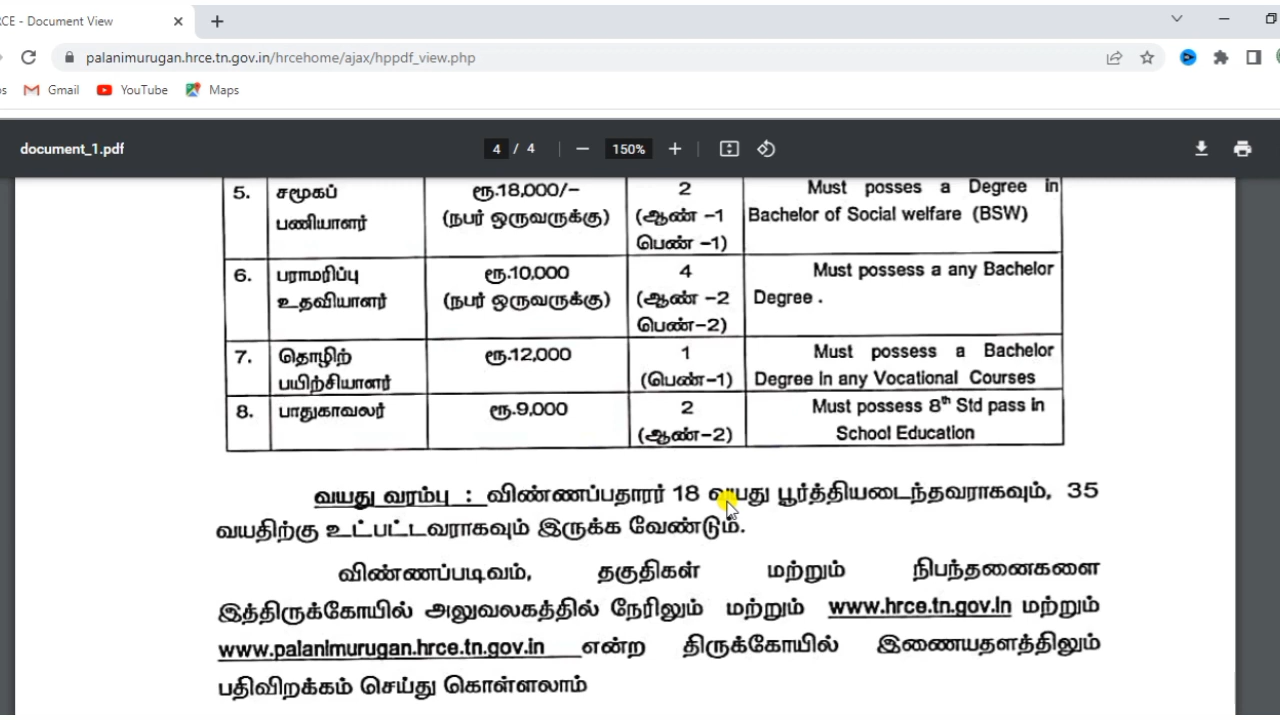 RCE - Document View
palanimurugan.hrce.tn.gov.in/hrcehome/ajax/hppdf_view.php
Gmail YouTube Maps
document_1.pdf 4 / 4 150%
5. சமூகப் ரூ.18,000/- 2 Must posses a Degree in
பணியாளர் (நபர் ஒருவருக்கு) (ஆண் -1 Bachelor of Social welfare (BSW)
பெண் -1)
6. பராமரிப்பு ரூ.10,000 4 Must possess a any Bachelor
உதவியாளர் (நபர் ஒருவருக்கு) (ஆண் -2 Degree .
பெண்-2)
7. தொழிற் ரூ.12,000 1 Must possess a Bachelor
பயிற்சியாளர் (பெண்-1) Degree in any Vocational Courses
8. பாதுகாவலர் ரூ.9,000 2 Must possess 8th Std pass in
(ஆண்-2) School Education
வயது வரம்பு : விண்ணப்பதாரர் 18 வயது பூர்த்தியடைந்தவராகவும், 35
வயதிற்கு உட்பட்டவராகவும் இருக்க வேண்டும்.
விண்ணப்படிவம், தகுதிகள் மற்றும் நிபந்தனைகளை
இத்திருக்கோயில் அலுவலகத்தில் நேரிலும் மற்றும் www.hrce.tn.gov.in மற்றும்
www.palanimurugan.hrce.tn.gov.in என்ற திருக்கோயில் இணையதளத்திலும்
பதிவிறக்கம் செய்து கொள்ளலாம்